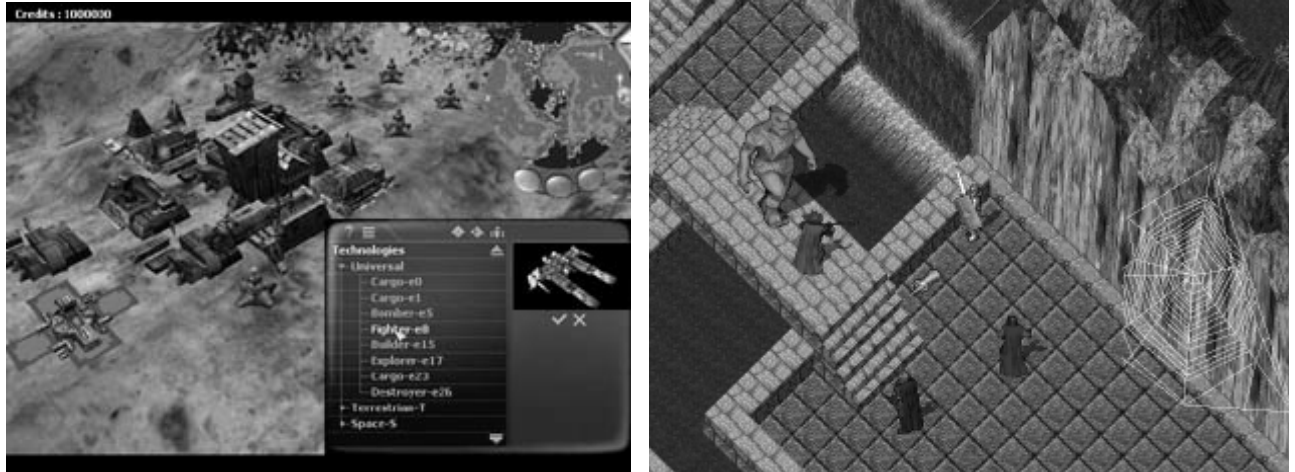 Credits : 1000000
Technologies
Universal
Cargo-e0
Cargo-e1
Bomber-e5
Fighter-e8
Builder-e15
Explorer-e17
Cargo-e23
Destroyer-e26
Terrestrian-T
Space-S